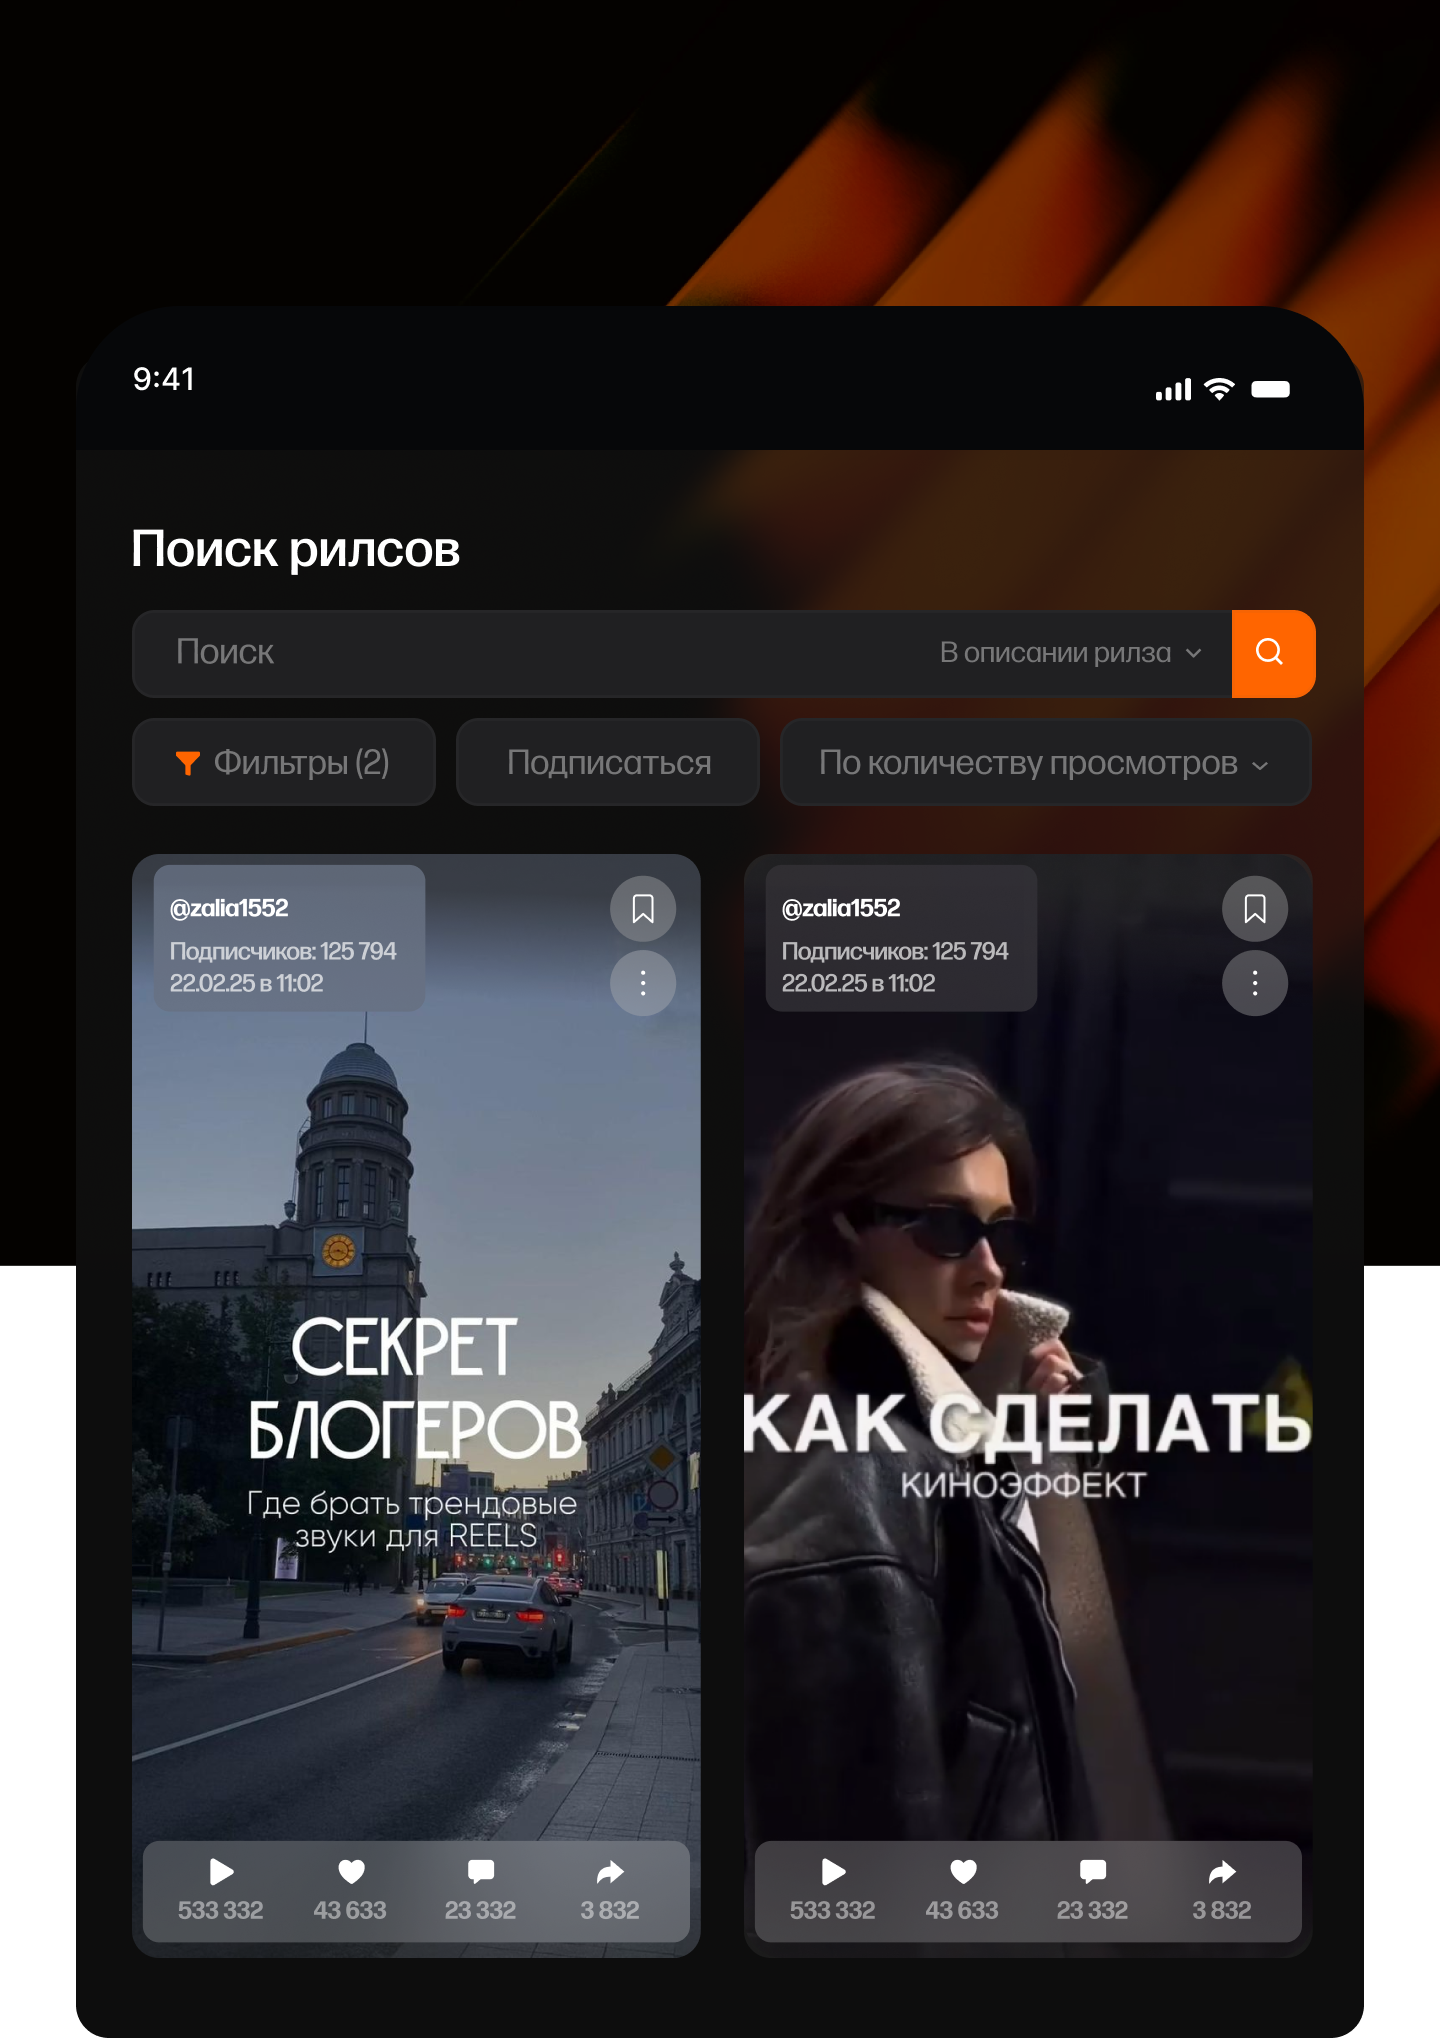 9:41
Поиск рилсов
Поиск
В описании рилза
Фильтры (2)
Подписаться
По количеству просмотров
@zalia1552
Подписчиков: 125 794
22.02.25 в 11:02
СЕКРЕТ
БЛОГЕРОВ
Где брать трендовые
звуки для REELS
533 332
43 633
23 332
3 832
@zalia1552
Подписчиков: 125 794
22.02.25 в 11:02
КАК СДЕЛАТЬ
КИНОЭФФЕКТ
533 332
43 633
23 332
3 832